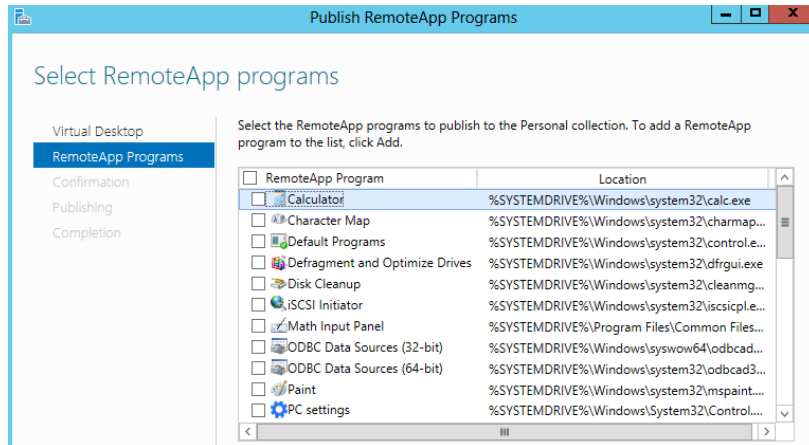 Publish RemoteApp Programs
Select RemoteApp programs
Virtual Desktop
RemoteApp Programs
Confirmation
Publishing
Completion
Select the RemoteApp programs to publish to the Personal collection. To add a RemoteApp
program to the list, click Add.
RemoteApp Program Location
Calculator %SYSTEMDRIVE%\Windows\system32\calc.exe
Character Map %SYSTEMDRIVE%\Windows\system32\charmap...
Default Programs %SYSTEMDRIVE%\Windows\system32\control.e...
Defragment and Optimize Drives %SYSTEMDRIVE%\Windows\system32\dfrgui.exe
Disk Cleanup %SYSTEMDRIVE%\Windows\system32\cleanmg...
iSCSI Initiator %SYSTEMDRIVE%\Windows\system32\iscsicpl.e...
Math Input Panel %SYSTEMDRIVE%\Program Files\Common Files...
ODBC Data Sources (32-bit) %SYSTEMDRIVE%\Windows\syswow64\odbcad...
ODBC Data Sources (64-bit) %SYSTEMDRIVE%\Windows\system32\odbcad3...
Paint %SYSTEMDRIVE%\Windows\system32\mspaint....
PC settings %SYSTEMDRIVE%\Windows\System32\Control....